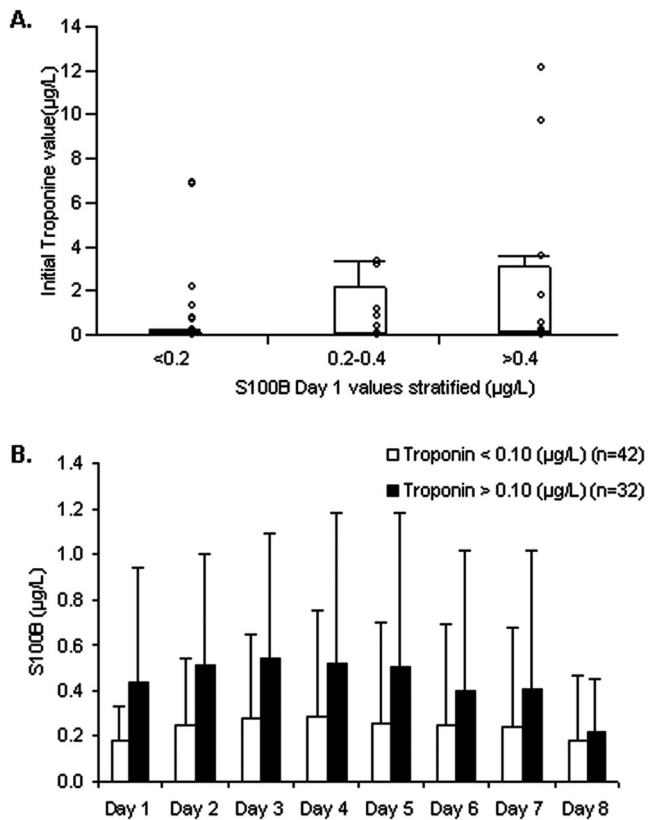 A.
Initial Troponine value(µg/L)
14
12
10
8
6
4
2
0
<0.2 0.2-0.4 >0.4
S100B Day 1 values stratified (µg/L)
B.
Troponin < 0.10 (µg/L) (n=42)
Troponin > 0.10 (µg/L) (n=32)
S100B (µg/L)
1.4
1.2
1.0
0.8
0.6
0.4
0.2
0.0
Day 1 Day 2 Day 3 Day 4 Day 5 Day 6 Day 7 Day 8